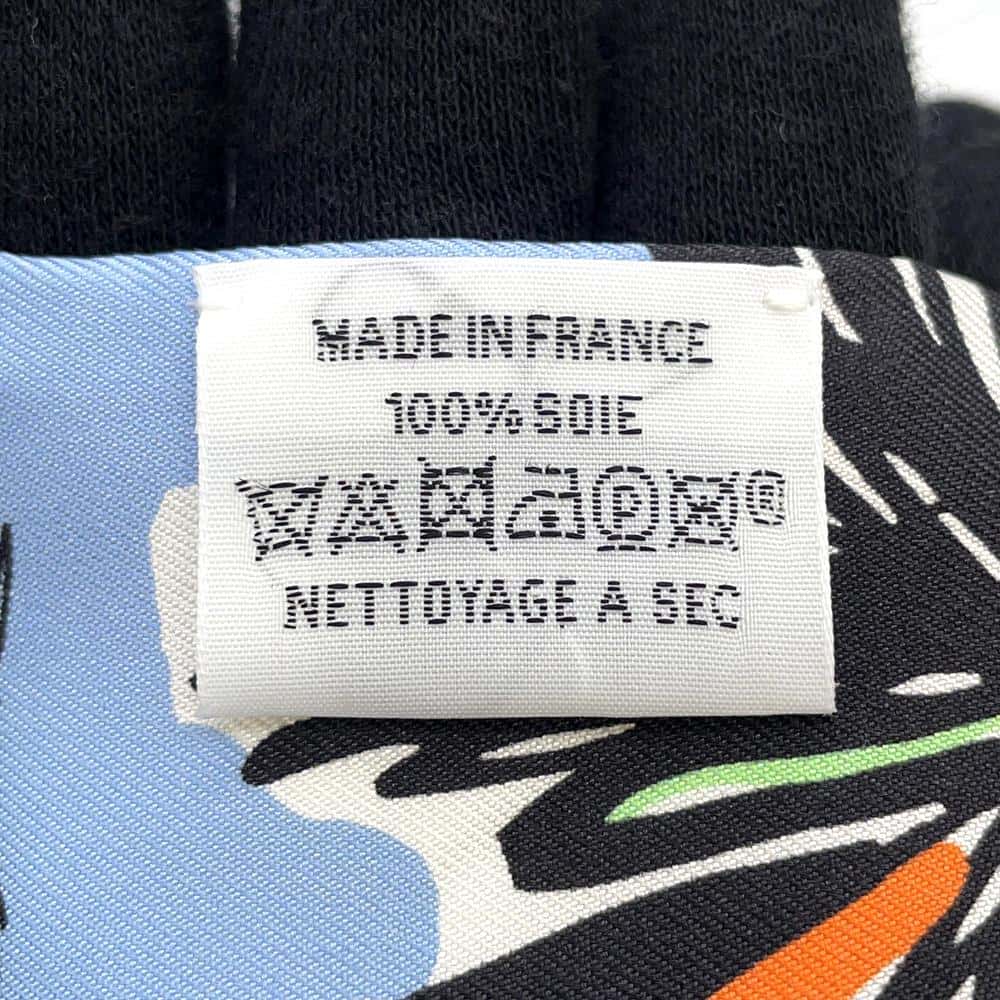 MADE IN FRANCE
100% SOIE
P ®
NETTOYAGE A SEC